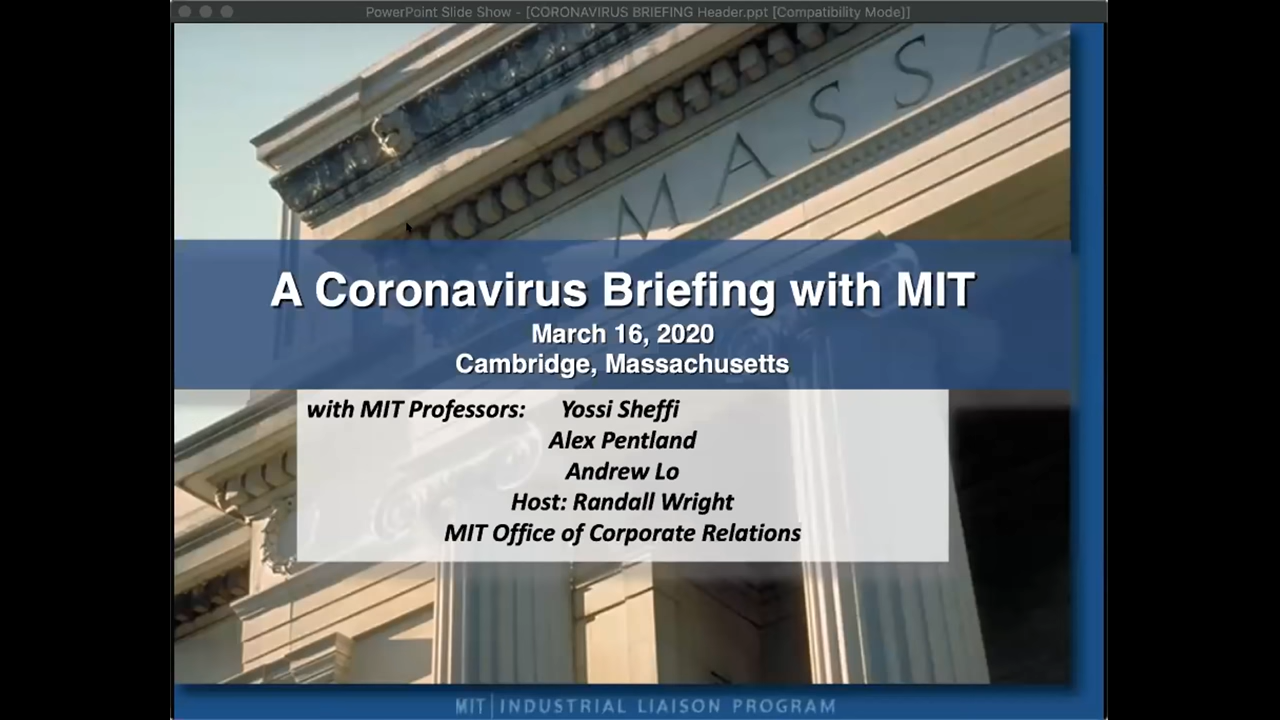 PowerPoint Slide Show - [CORONAVIRUS BRIEFING Header.ppt [Compatibility Mode]]
MASSA
A Coronavirus Briefing with MIT
March 16, 2020
Cambridge, Massachusetts
with MIT Professors: Yossi Sheffi
Alex Pentland
Andrew Lo
Host: Randall Wright
MIT Office of Corporate Relations
MIT | INDUSTRIAL LIAISON PROGRAM